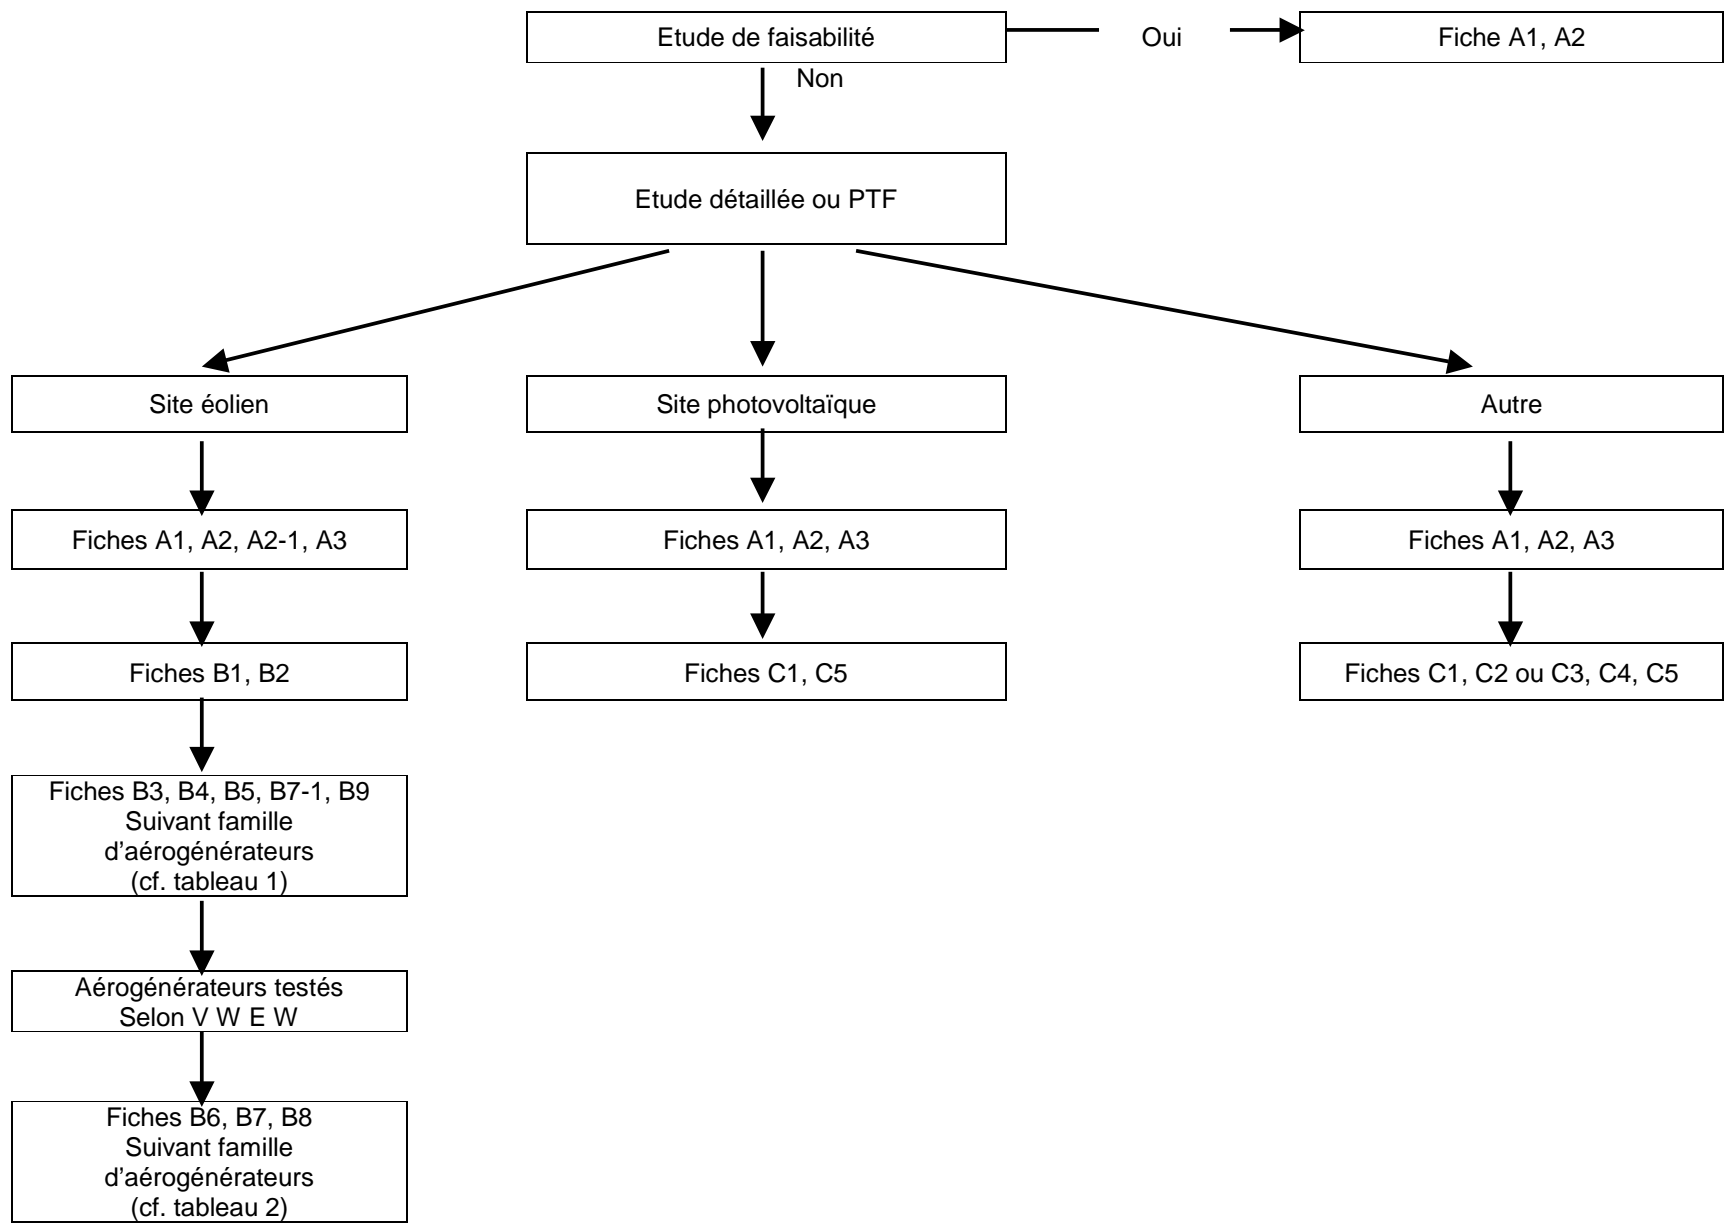 Etude de faisabilité
Oui
Fiche A1, A2
Non
Etude détaillée ou PTF
Site éolien
Site photovoltaïque
Autre
Fiches A1, A2, A2-1, A3
Fiches A1, A2, A3
Fiches A1, A2, A3
Fiches B1, B2
Fiches C1, C5
Fiches C1, C2 ou C3, C4, C5
Fiches B3, B4, B5, B7-1, B9
Suivant famille
d’aérogénérateurs
(cf. tableau 1)
Aérogénérateurs testés
Selon V W E W
Fiches B6, B7, B8
Suivant famille
d’aérogénérateurs
(cf. tableau 2)